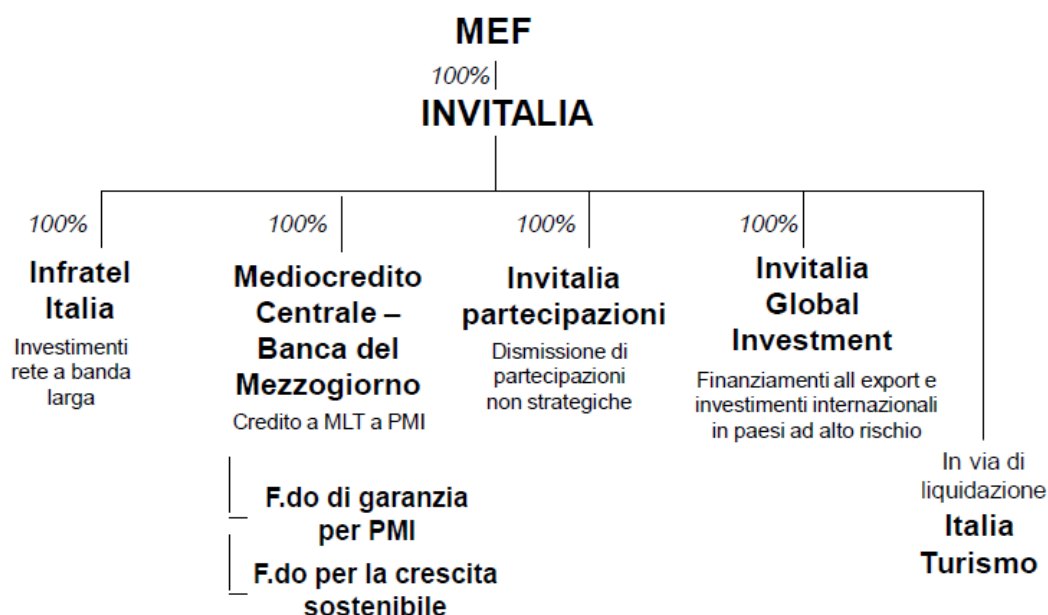 MEF
100%
INVITALIA
100%
Infratel
Italia
Investimenti
rete a banda
larga
100%
Mediocredito
Centrale –
Banca del
Mezzogiorno
Credito a MLT a PMI
F.do di garanzia
per PMI
F.do per la crescita
sostenibile
100%
Invitalia
partecipazioni
Dismissione di
partecipazioni
non strategiche
100%
Invitalia
Global
Investment
Finanziamenti all export e
investimenti internazionali
in paesi ad alto rischio
In via di
liquidazione
Italia
Turismo